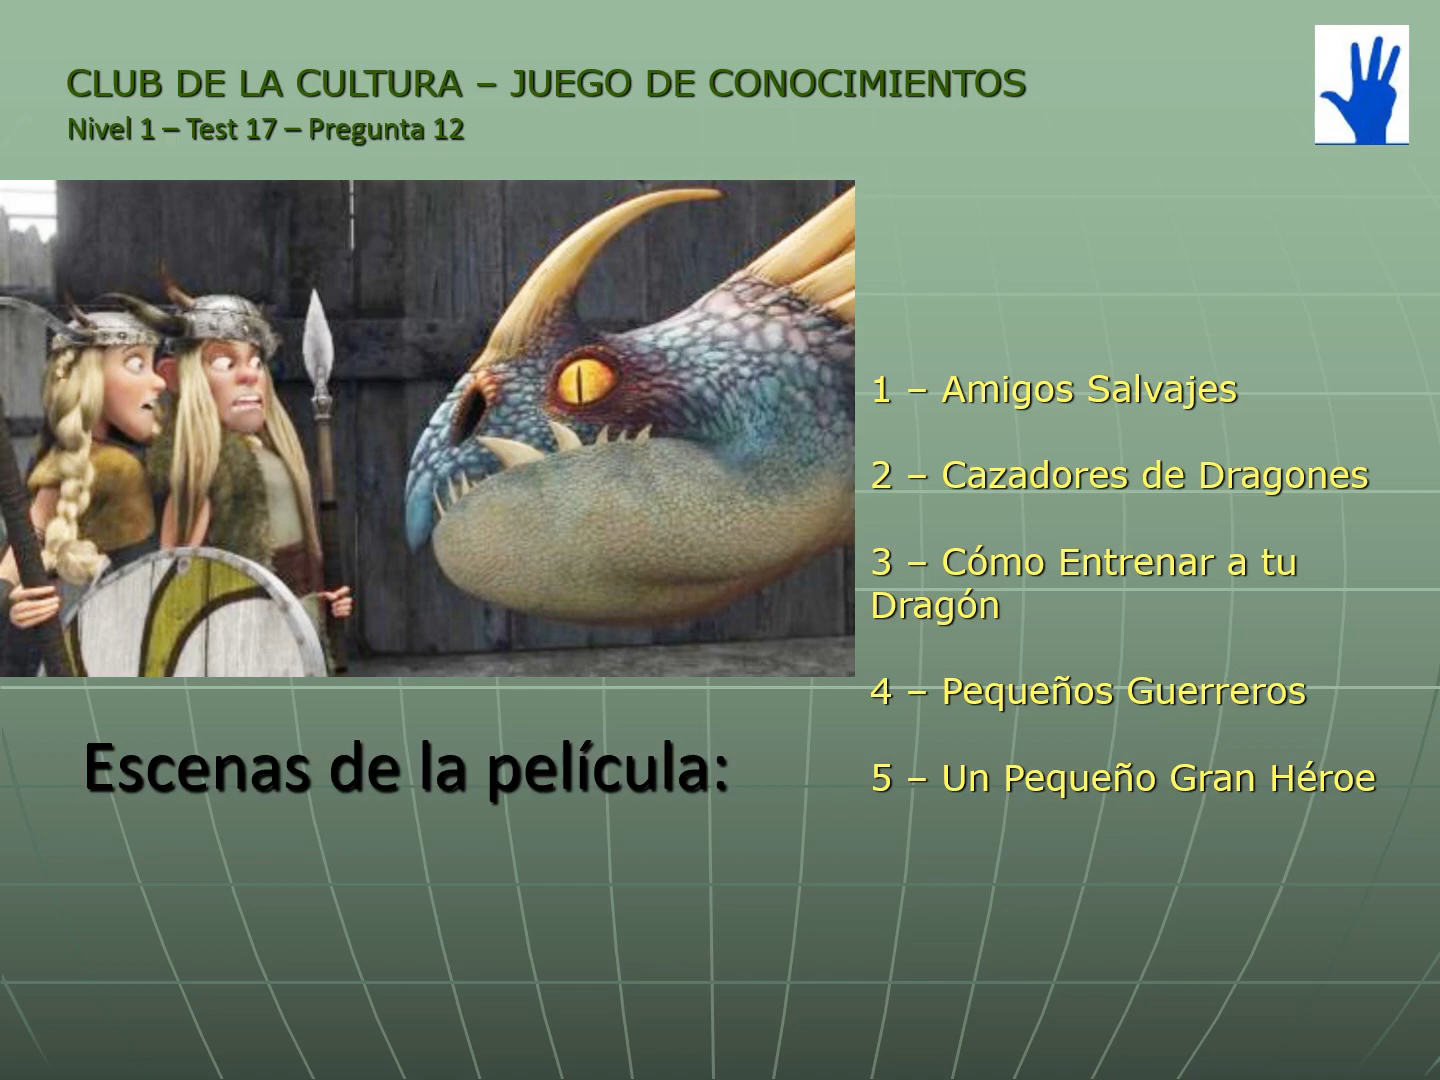 CLUB DE LA CULTURA – JUEGO DE CONOCIMIENTOS
Nivel 1 – Test 17 – Pregunta 12
1 – Amigos Salvajes
2 – Cazadores de Dragones
3 – Cómo Entrenar a tu
Dragón
4 – Pequeños Guerreros
5 – Un Pequeño Gran Héroe
Escenas de la película: